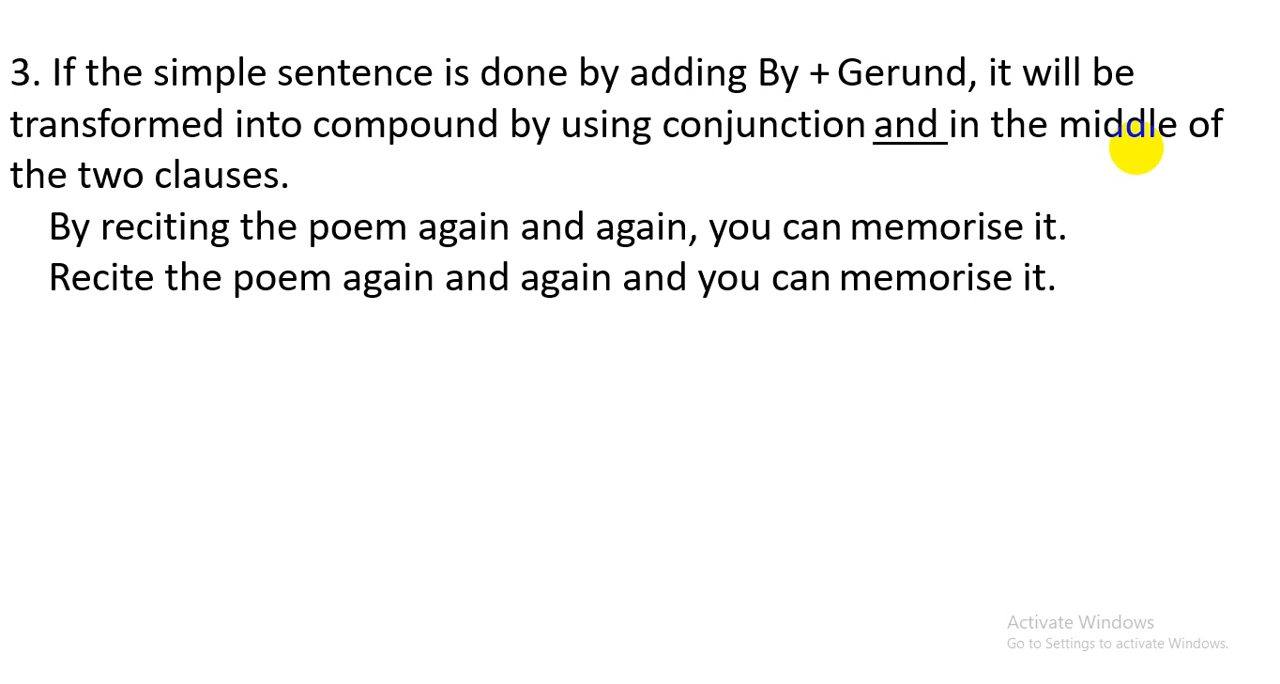 3. If the simple sentence is done by adding By + Gerund, it will be
transformed into compound by using conjunction and in the middle of
the two clauses.
By reciting the poem again and again, you can memorise it.
Recite the poem again and again and you can memorise it.
Activate Windows
Go to Settings to activate Windows.